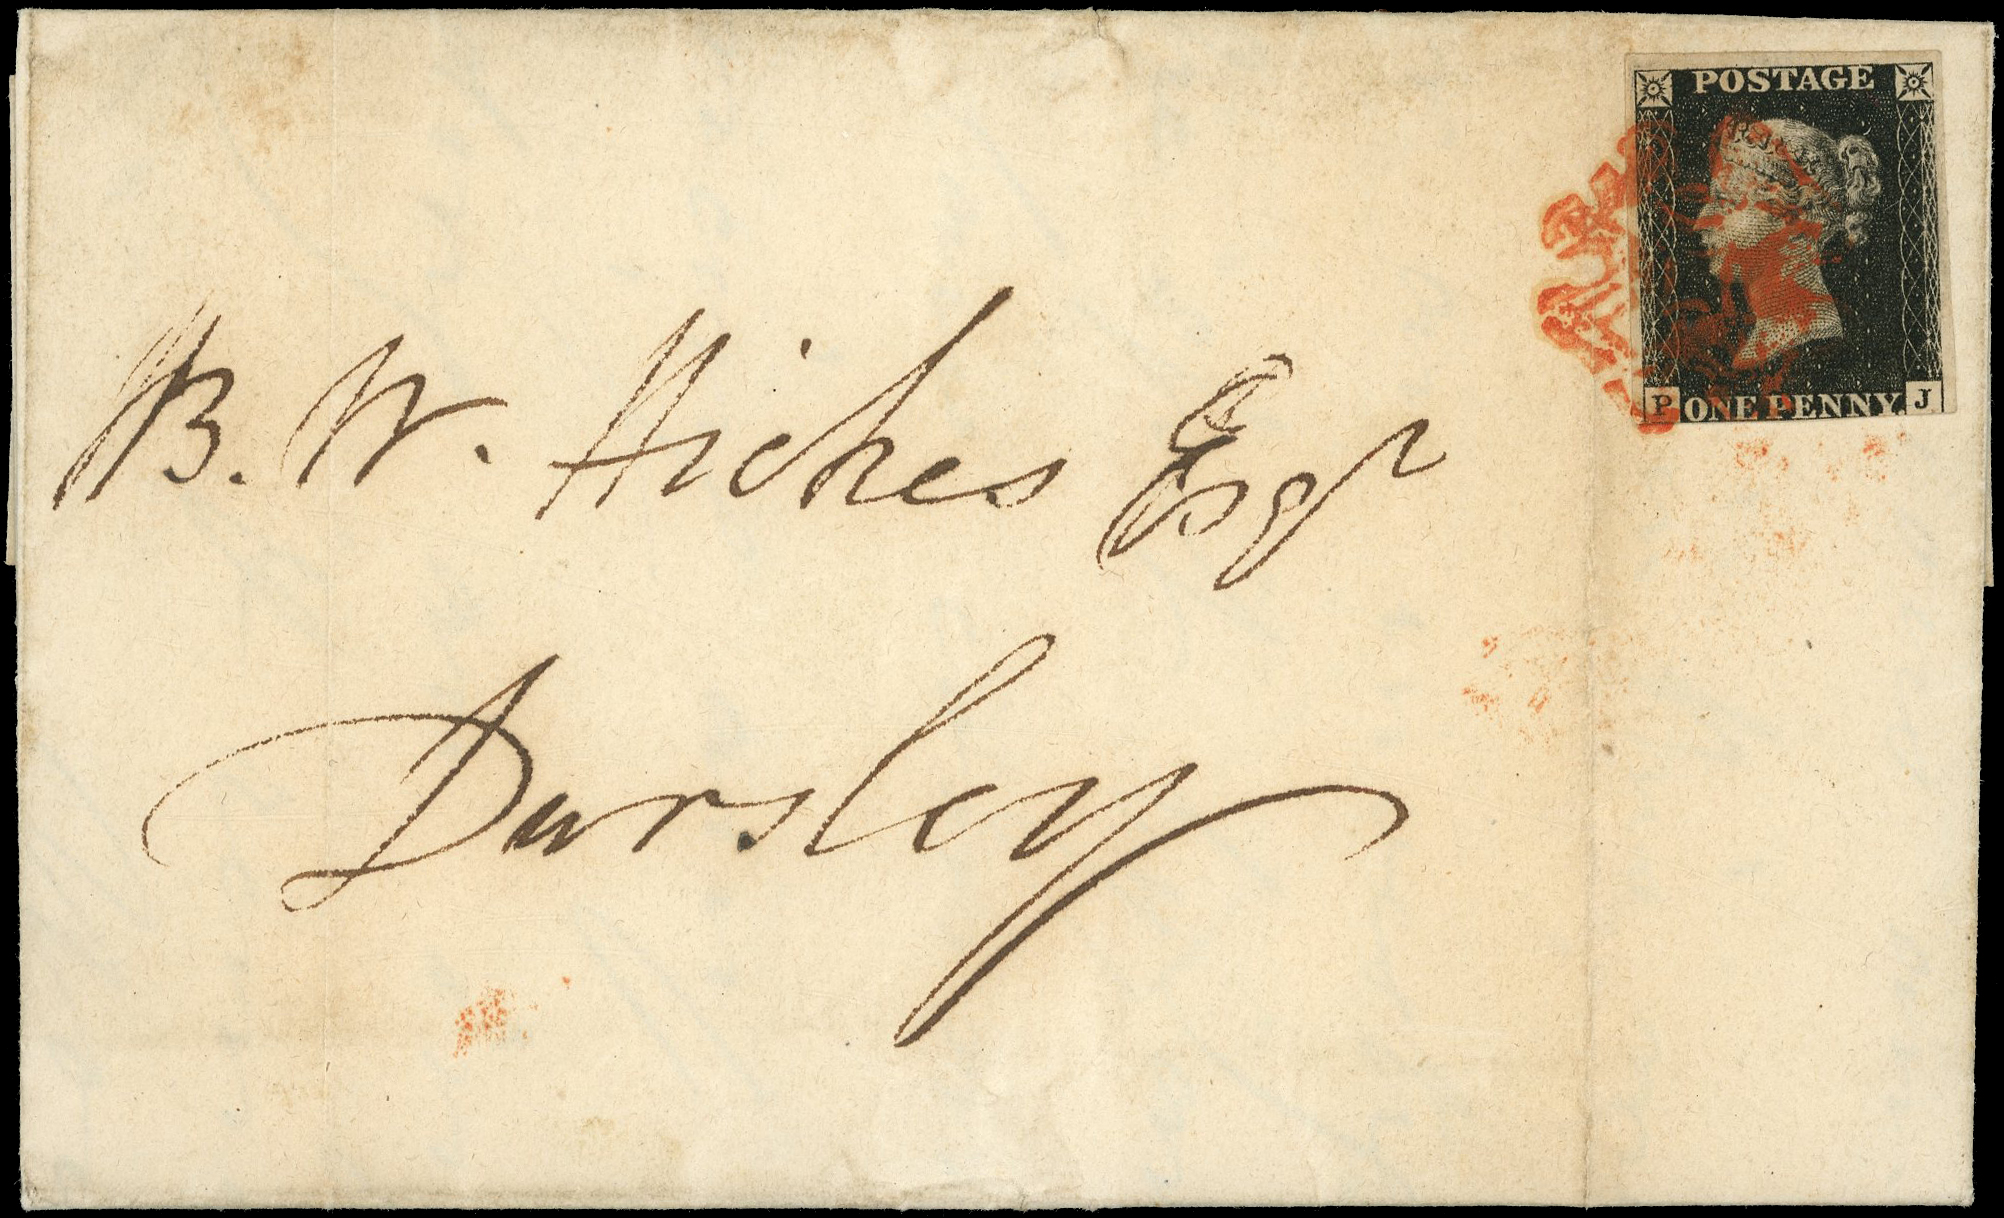 POSTAGE
P ONE PENNY J
B. W. Hickes Esqr
Dursley